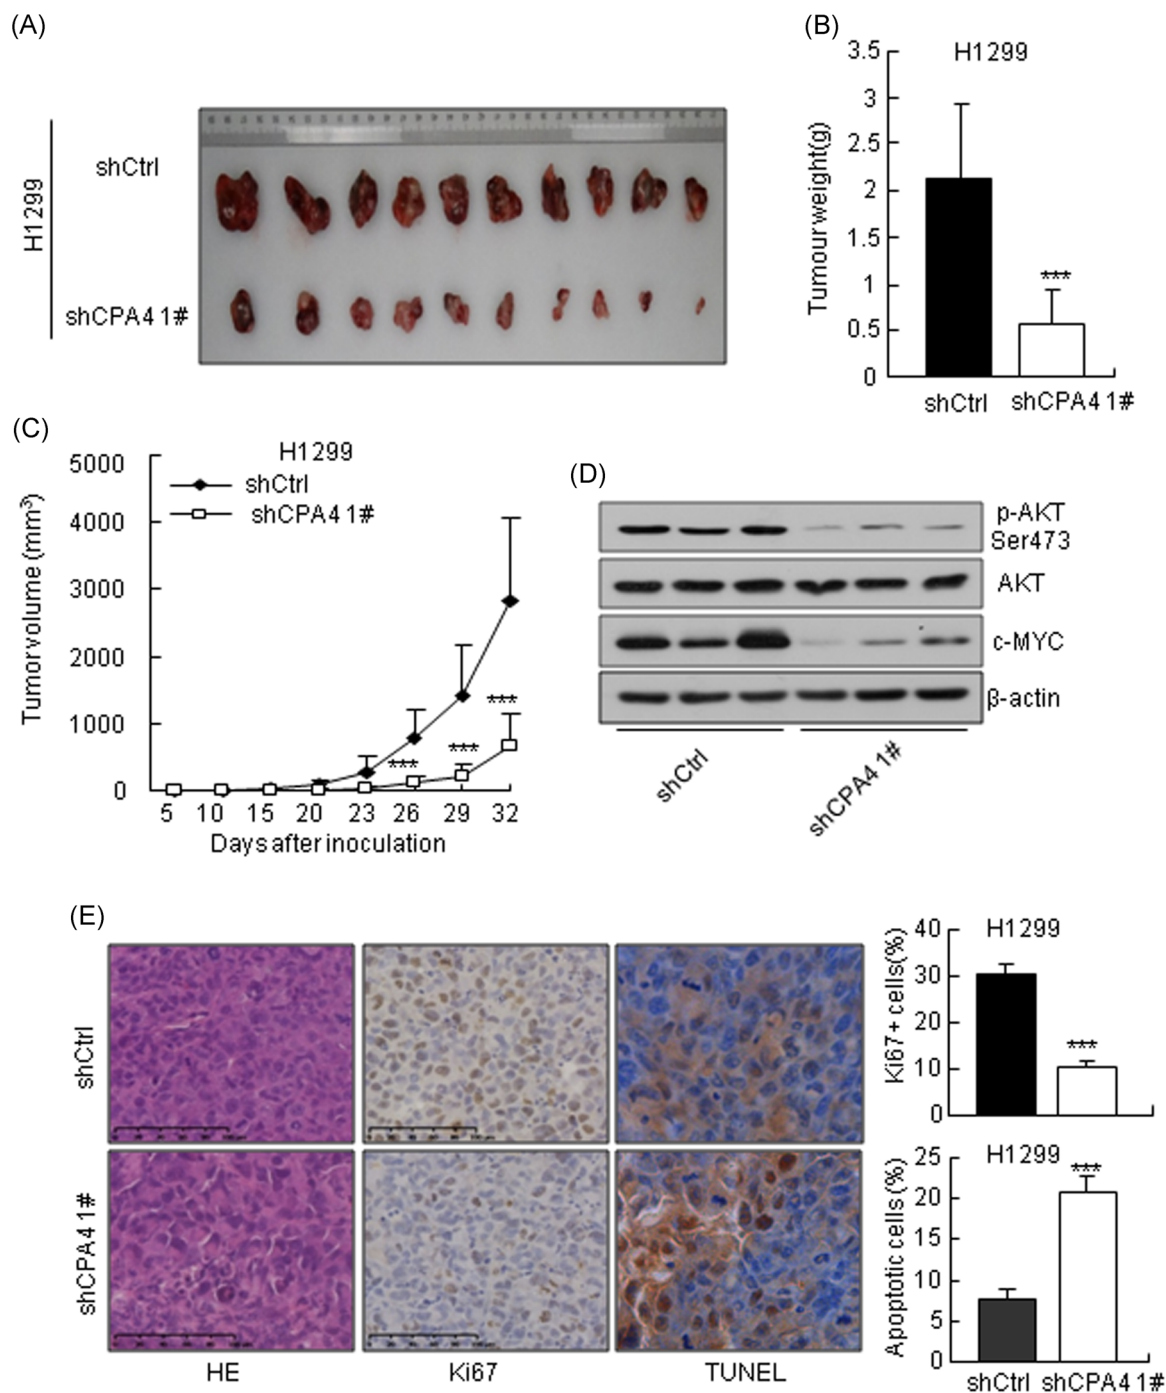 (A)
H1299
shCtrl
shCPA4 1#
(B)
H1299
Tumour weight(g)
3.5
3
2.5
2
1.5
1
0.5
0
***
shCtrl
shCPA4 1#
(C)
H1299
shCtrl
shCPA4 1#
Tumor volume (mm³)
5000
4000
3000
2000
1000
0
***
***
***
5 10 15 20 23 26 29 32
Days after inoculation
(D)
p-AKT
Ser473
AKT
c-MYC
β-actin
shCtrl
shCPA4 1#
(E)
shCtrl
shCPA4 1#
HE
Ki67
TUNEL
H1299
Ki67+ cells(%)
40
30
20
10
0
***
H1299
Apoptotic cells(%)
25
20
15
10
5
0
***
shCtrl
shCPA4 1#